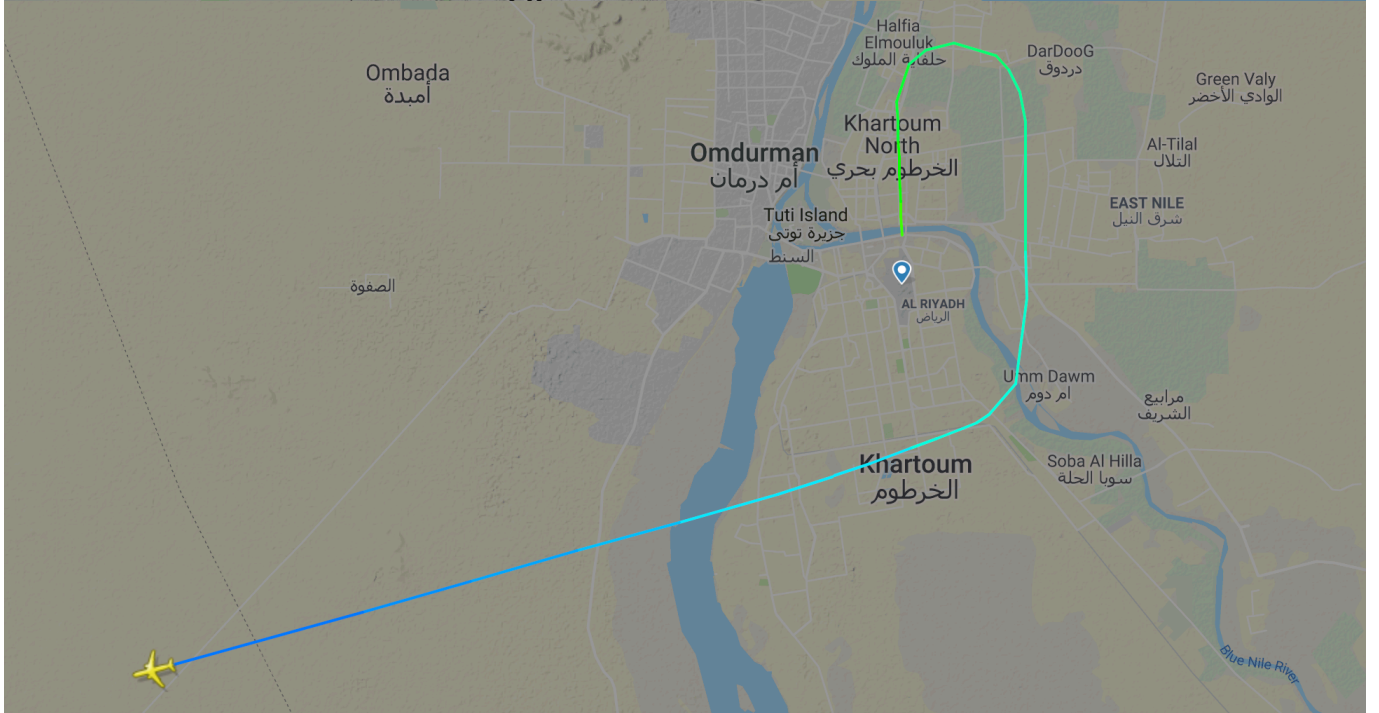 Halfia
Elmouluk
حلفاية الملوك
DarDooG
دردوق
Ombada
أمبدة
Green Valy
الوادي الأخضر
Khartoum
North
الخرطوم بحري
Omdurman
أم درمان
Al-Tilal
التلال
EAST NILE
شرق النيل
Tuti Island
جزيرة توتي
السنط
الصفوة
AL RIYADH
الرياض
Umm Dawm
ام دوم
مرابيع
الشريف
Khartoum
الخرطوم
Soba Al Hilla
سوبا الحلة
Blue Nile River